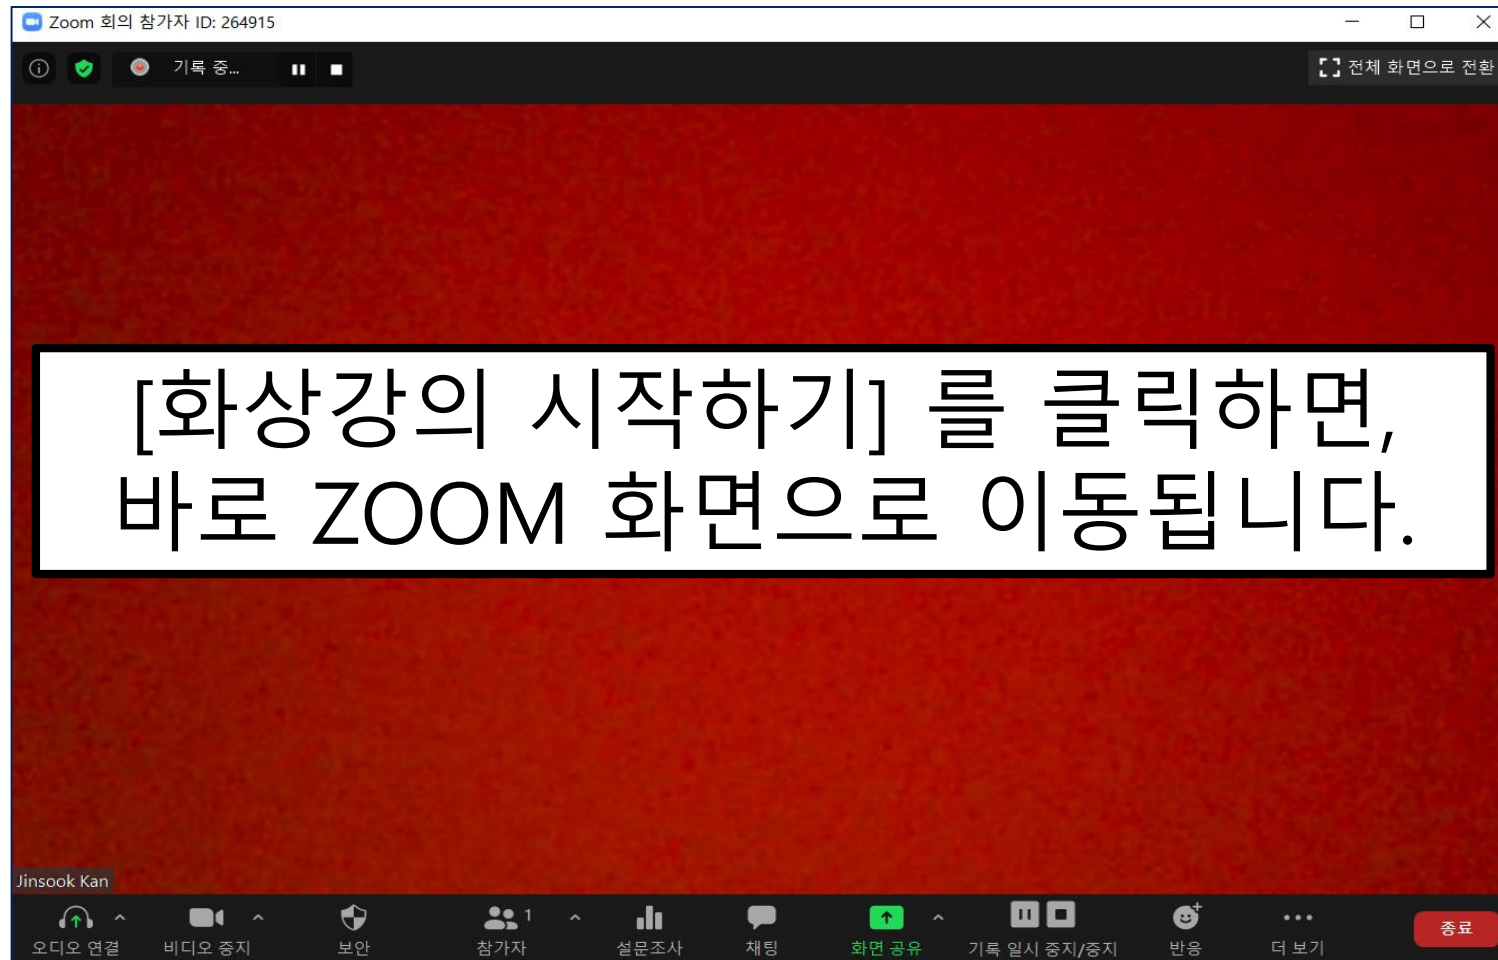 Zoom 회의 참가자 ID: 264915
기록 중...
전체 화면으로 전환
[화상강의 시작하기] 를 클릭하면,
바로 ZOOM 화면으로 이동됩니다.
Jinsook Kan
1
오디오 연결 비디오 중지 보안 참가자 설문조사 채팅 화면 공유 기록 일시 중지/중지 반응 더 보기 종료